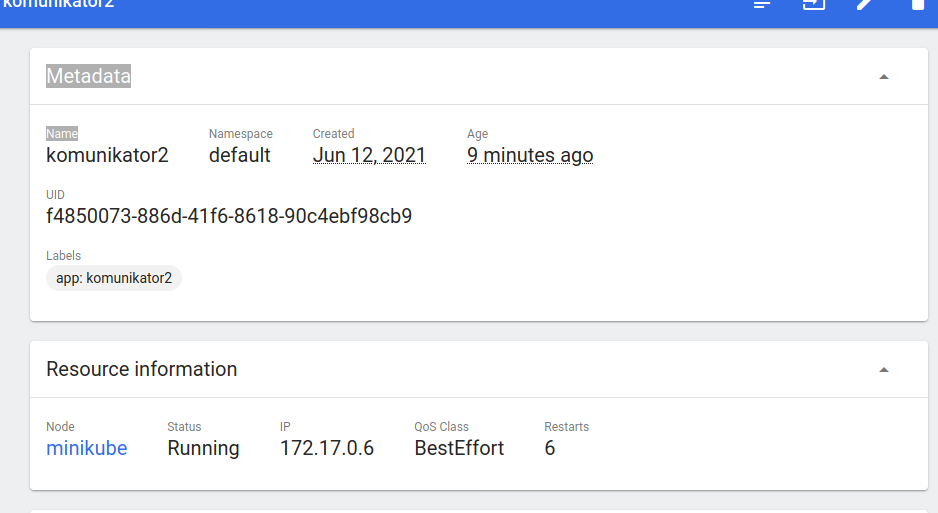 komunikator2
Metadata
Name Namespace Created Age
komunikator2 default Jun 12, 2021 9 minutes ago
UID
f4850073-886d-41f6-8618-90c4ebf98cb9
Labels
app: komunikator2
Resource information
Node Status IP QoS Class Restarts
minikube Running 172.17.0.6 BestEffort 6